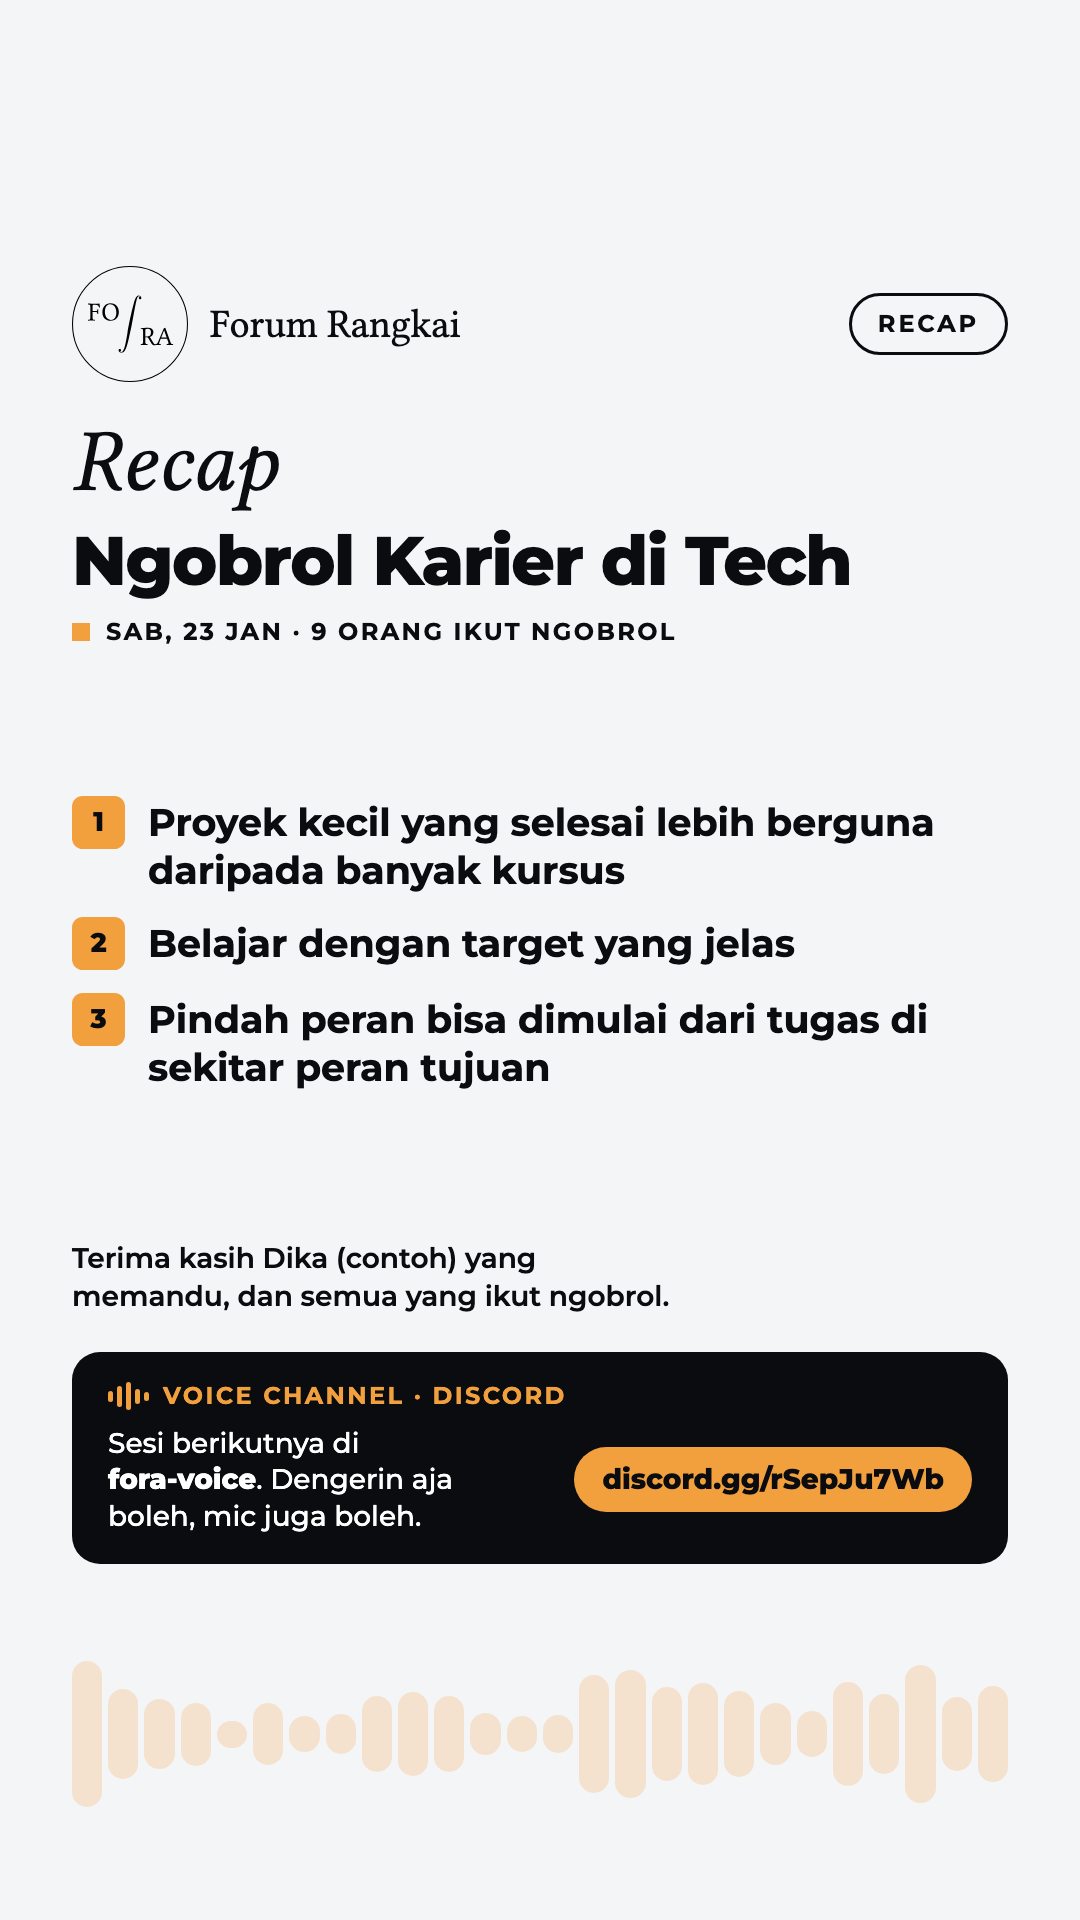 FO
RA
Forum Rangkai
RECAP
Recap
Ngobrol Karier di Tech
SAB, 23 JAN · 9 ORANG IKUT NGOBROL
1
Proyek kecil yang selesai lebih berguna
daripada banyak kursus
2
Belajar dengan target yang jelas
3
Pindah peran bisa dimulai dari tugas di
sekitar peran tujuan
Terima kasih Dika (contoh) yang
memandu, dan semua yang ikut ngobrol.
VOICE CHANNEL · DISCORD
Sesi berikutnya di
fora-voice. Dengerin aja
boleh, mic juga boleh.
discord.gg/rSepJu7Wb